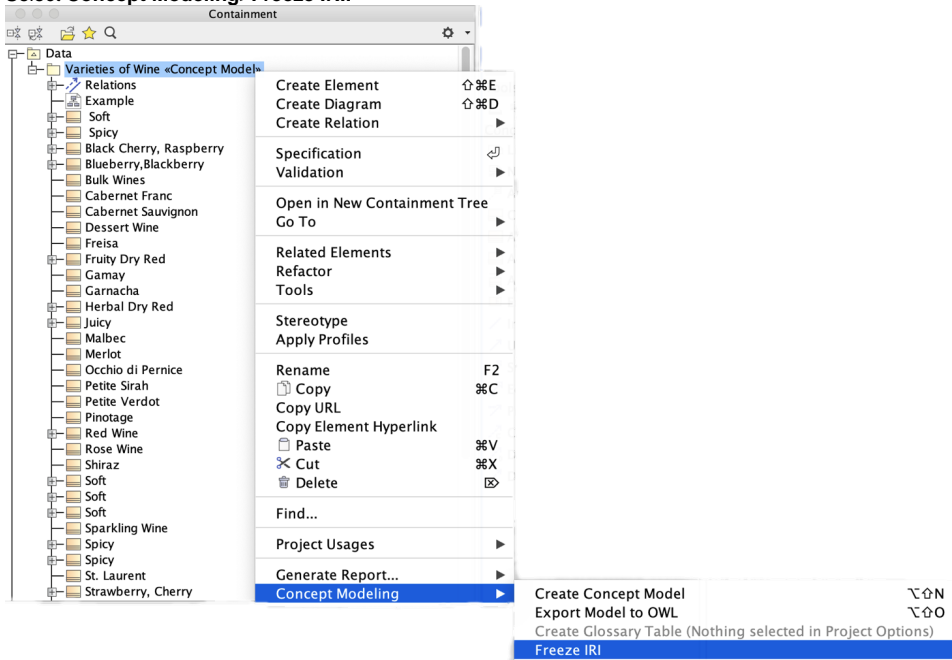 Select Concept Modeling> Freeze IRI.
Containment
Data
Varieties of Wine «Concept Model»
Relations
Example
Soft
Spicy
Black Cherry, Raspberry
Blueberry,Blackberry
Bulk Wines
Cabernet Franc
Cabernet Sauvignon
Dessert Wine
Freisa
Fruity Dry Red
Gamay
Garnacha
Herbal Dry Red
Juicy
Malbec
Merlot
Occhio di Pernice
Petite Sirah
Petite Verdot
Pinotage
Red Wine
Rose Wine
Shiraz
Soft
Soft
Soft
Sparkling Wine
Spicy
Spicy
St. Laurent
Strawberry, Cherry
Create Element ⇧⌘E
Create Diagram ⇧⌘D
Create Relation
Specification ⏎
Validation
Open in New Containment Tree
Go To
Related Elements
Refactor
Tools
Stereotype
Apply Profiles
Rename F2
Copy ⌘C
Copy URL
Copy Element Hyperlink
Paste ⌘V
Cut ⌘X
Delete ⌦
Find...
Project Usages
Generate Report...
Concept Modeling
Create Concept Model ⌥⇧N
Export Model to OWL ⌥⇧O
Create Glossary Table (Nothing selected in Project Options)
Freeze IRI